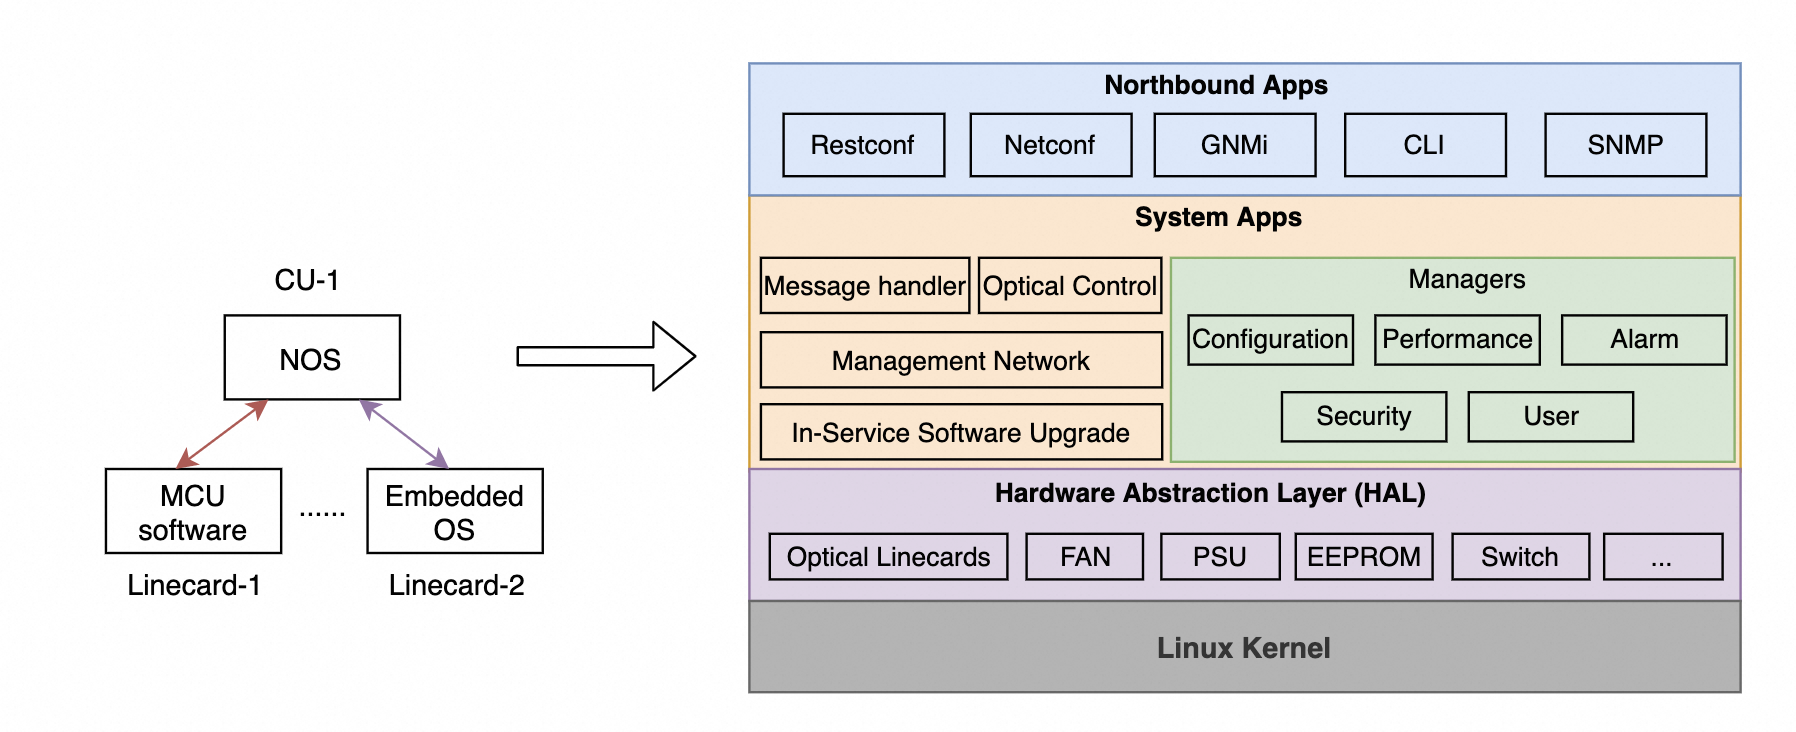 CU-1
NOS
MCU
software
......
Embedded
OS
Linecard-1
Linecard-2
Northbound Apps
Restconf
Netconf
GNMi
CLI
SNMP
System Apps
Message handler
Optical Control
Management Network
In-Service Software Upgrade
Managers
Configuration
Performance
Alarm
Security
User
Hardware Abstraction Layer (HAL)
Optical Linecards
FAN
PSU
EEPROM
Switch
...
Linux Kernel